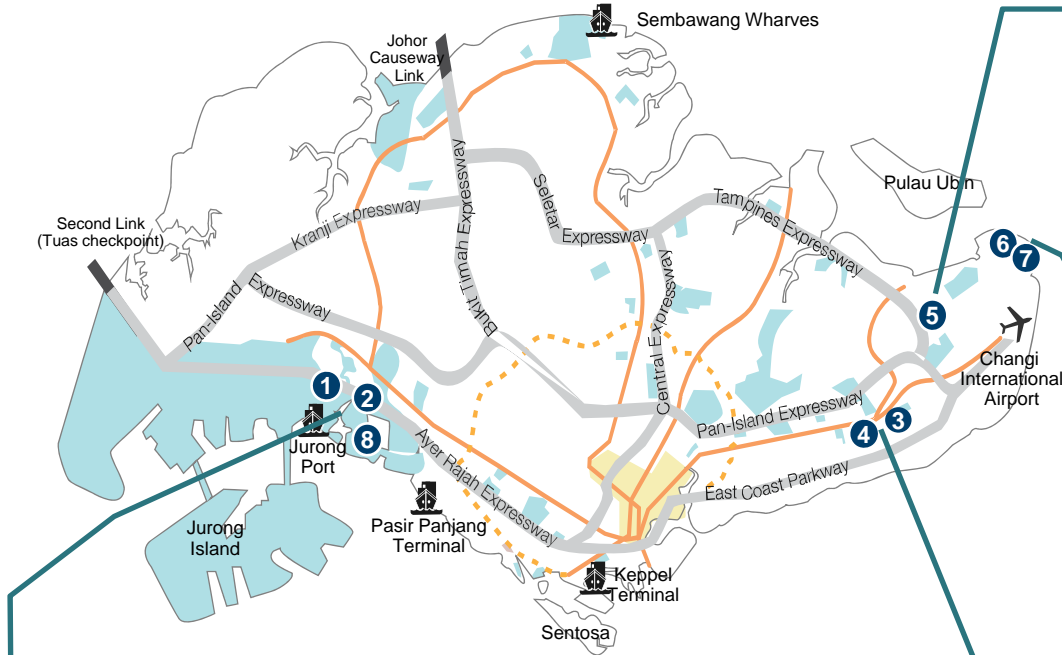 Sembawang Wharves
Johor
Causeway
Link
Pulau Ubin
Second Link
(Tuas checkpoint)
Kranji Expressway
Bukit Timah Expressway
Seletar
Expressway
Tampines Expressway
6
7
5
Pan-Island
Expressway
Central Expressway
Changi
International
Airport
1
2
Pan-Island Expressway
3
4
8
Jurong
Port
Ayer Rajah Expressway
East Coast Parkway
Pasir Panjang
Terminal
Jurong
Island
Keppel
Terminal
Sentosa